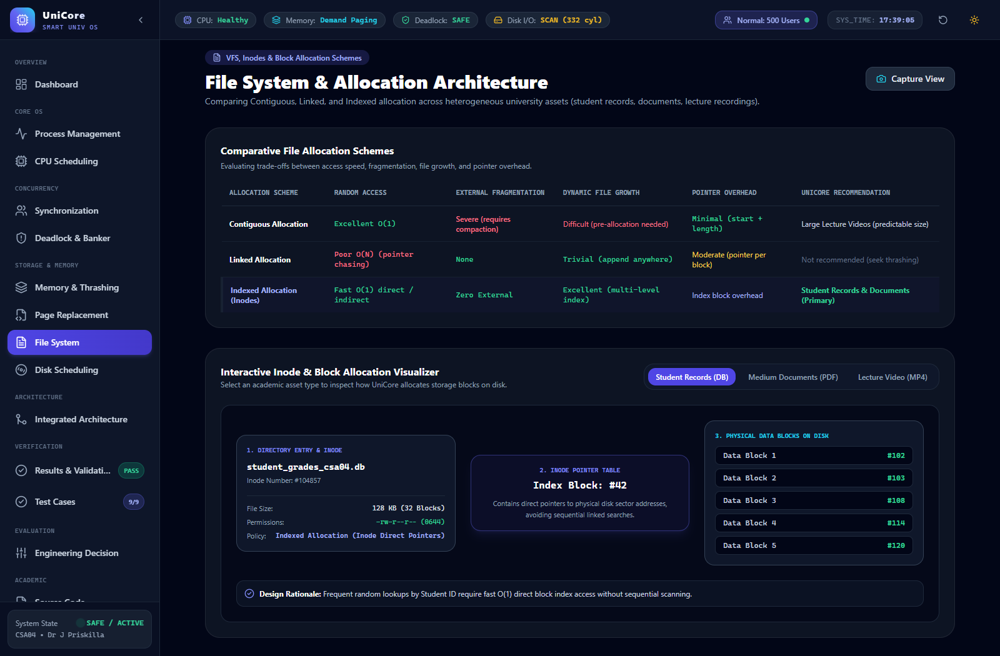 UniCore
SMART UNIV OS
CPU: Healthy
Memory: Demand Paging
Deadlock: SAFE
Disk I/O: SCAN (332 cyl)
Normal: 500 Users
SYS_TIME: 17:39:05
OVERVIEW
Dashboard
CORE OS
Process Management
CPU Scheduling
CONCURRENCY
Synchronization
Deadlock & Banker
STORAGE & MEMORY
Memory & Thrashing
Page Replacement
File System
Disk Scheduling
ARCHITECTURE
Integrated Architecture
VERIFICATION
Results & Validati... PASS
Test Cases 9/9
EVALUATION
Engineering Decision
ACADEMIC
Source Code
System State SAFE / ACTIVE
CSA04 • Dr J Priskilla
VFS, Inodes & Block Allocation Schemes
File System & Allocation Architecture
Comparing Contiguous, Linked, and Indexed allocation across heterogeneous university assets (student records, documents, lecture recordings).
Capture View
Comparative File Allocation Schemes
Evaluating trade-offs between access speed, fragmentation, file growth, and pointer overhead.
ALLOCATION SCHEME RANDOM ACCESS EXTERNAL FRAGMENTATION DYNAMIC FILE GROWTH POINTER OVERHEAD UNICORE RECOMMENDATION
Contiguous Allocation
Excellent O(1)
Severe (requires
compaction)
Difficult (pre-allocation needed)
Minimal (start +
length)
Large Lecture Videos (predictable size)
Linked Allocation
Poor O(N) (pointer
chasing)
None
Trivial (append anywhere)
Moderate (pointer per
block)
Not recommended (seek thrashing)
Indexed Allocation
(Inodes)
Fast O(1) direct /
indirect
Zero External
Excellent (multi-level
index)
Index block overhead
Student Records & Documents
(Primary)
Interactive Inode & Block Allocation Visualizer
Select an academic asset type to inspect how UniCore allocates storage blocks on disk.
Student Records (DB) Medium Documents (PDF) Lecture Video (MP4)
1. DIRECTORY ENTRY & INODE
student_grades_csa04.db
Inode Number: #104857
File Size: 128 KB (32 Blocks)
Permissions: -rw-r--r-- (0644)
Policy: Indexed Allocation (Inode Direct Pointers)
2. INODE POINTER TABLE
Index Block: #42
Contains direct pointers to physical disk sector addresses,
avoiding sequential linked searches.
3. PHYSICAL DATA BLOCKS ON DISK
Data Block 1 #102
Data Block 2 #103
Data Block 3 #108
Data Block 4 #114
Data Block 5 #120
Design Rationale: Frequent random lookups by Student ID require fast O(1) direct block index access without sequential scanning.